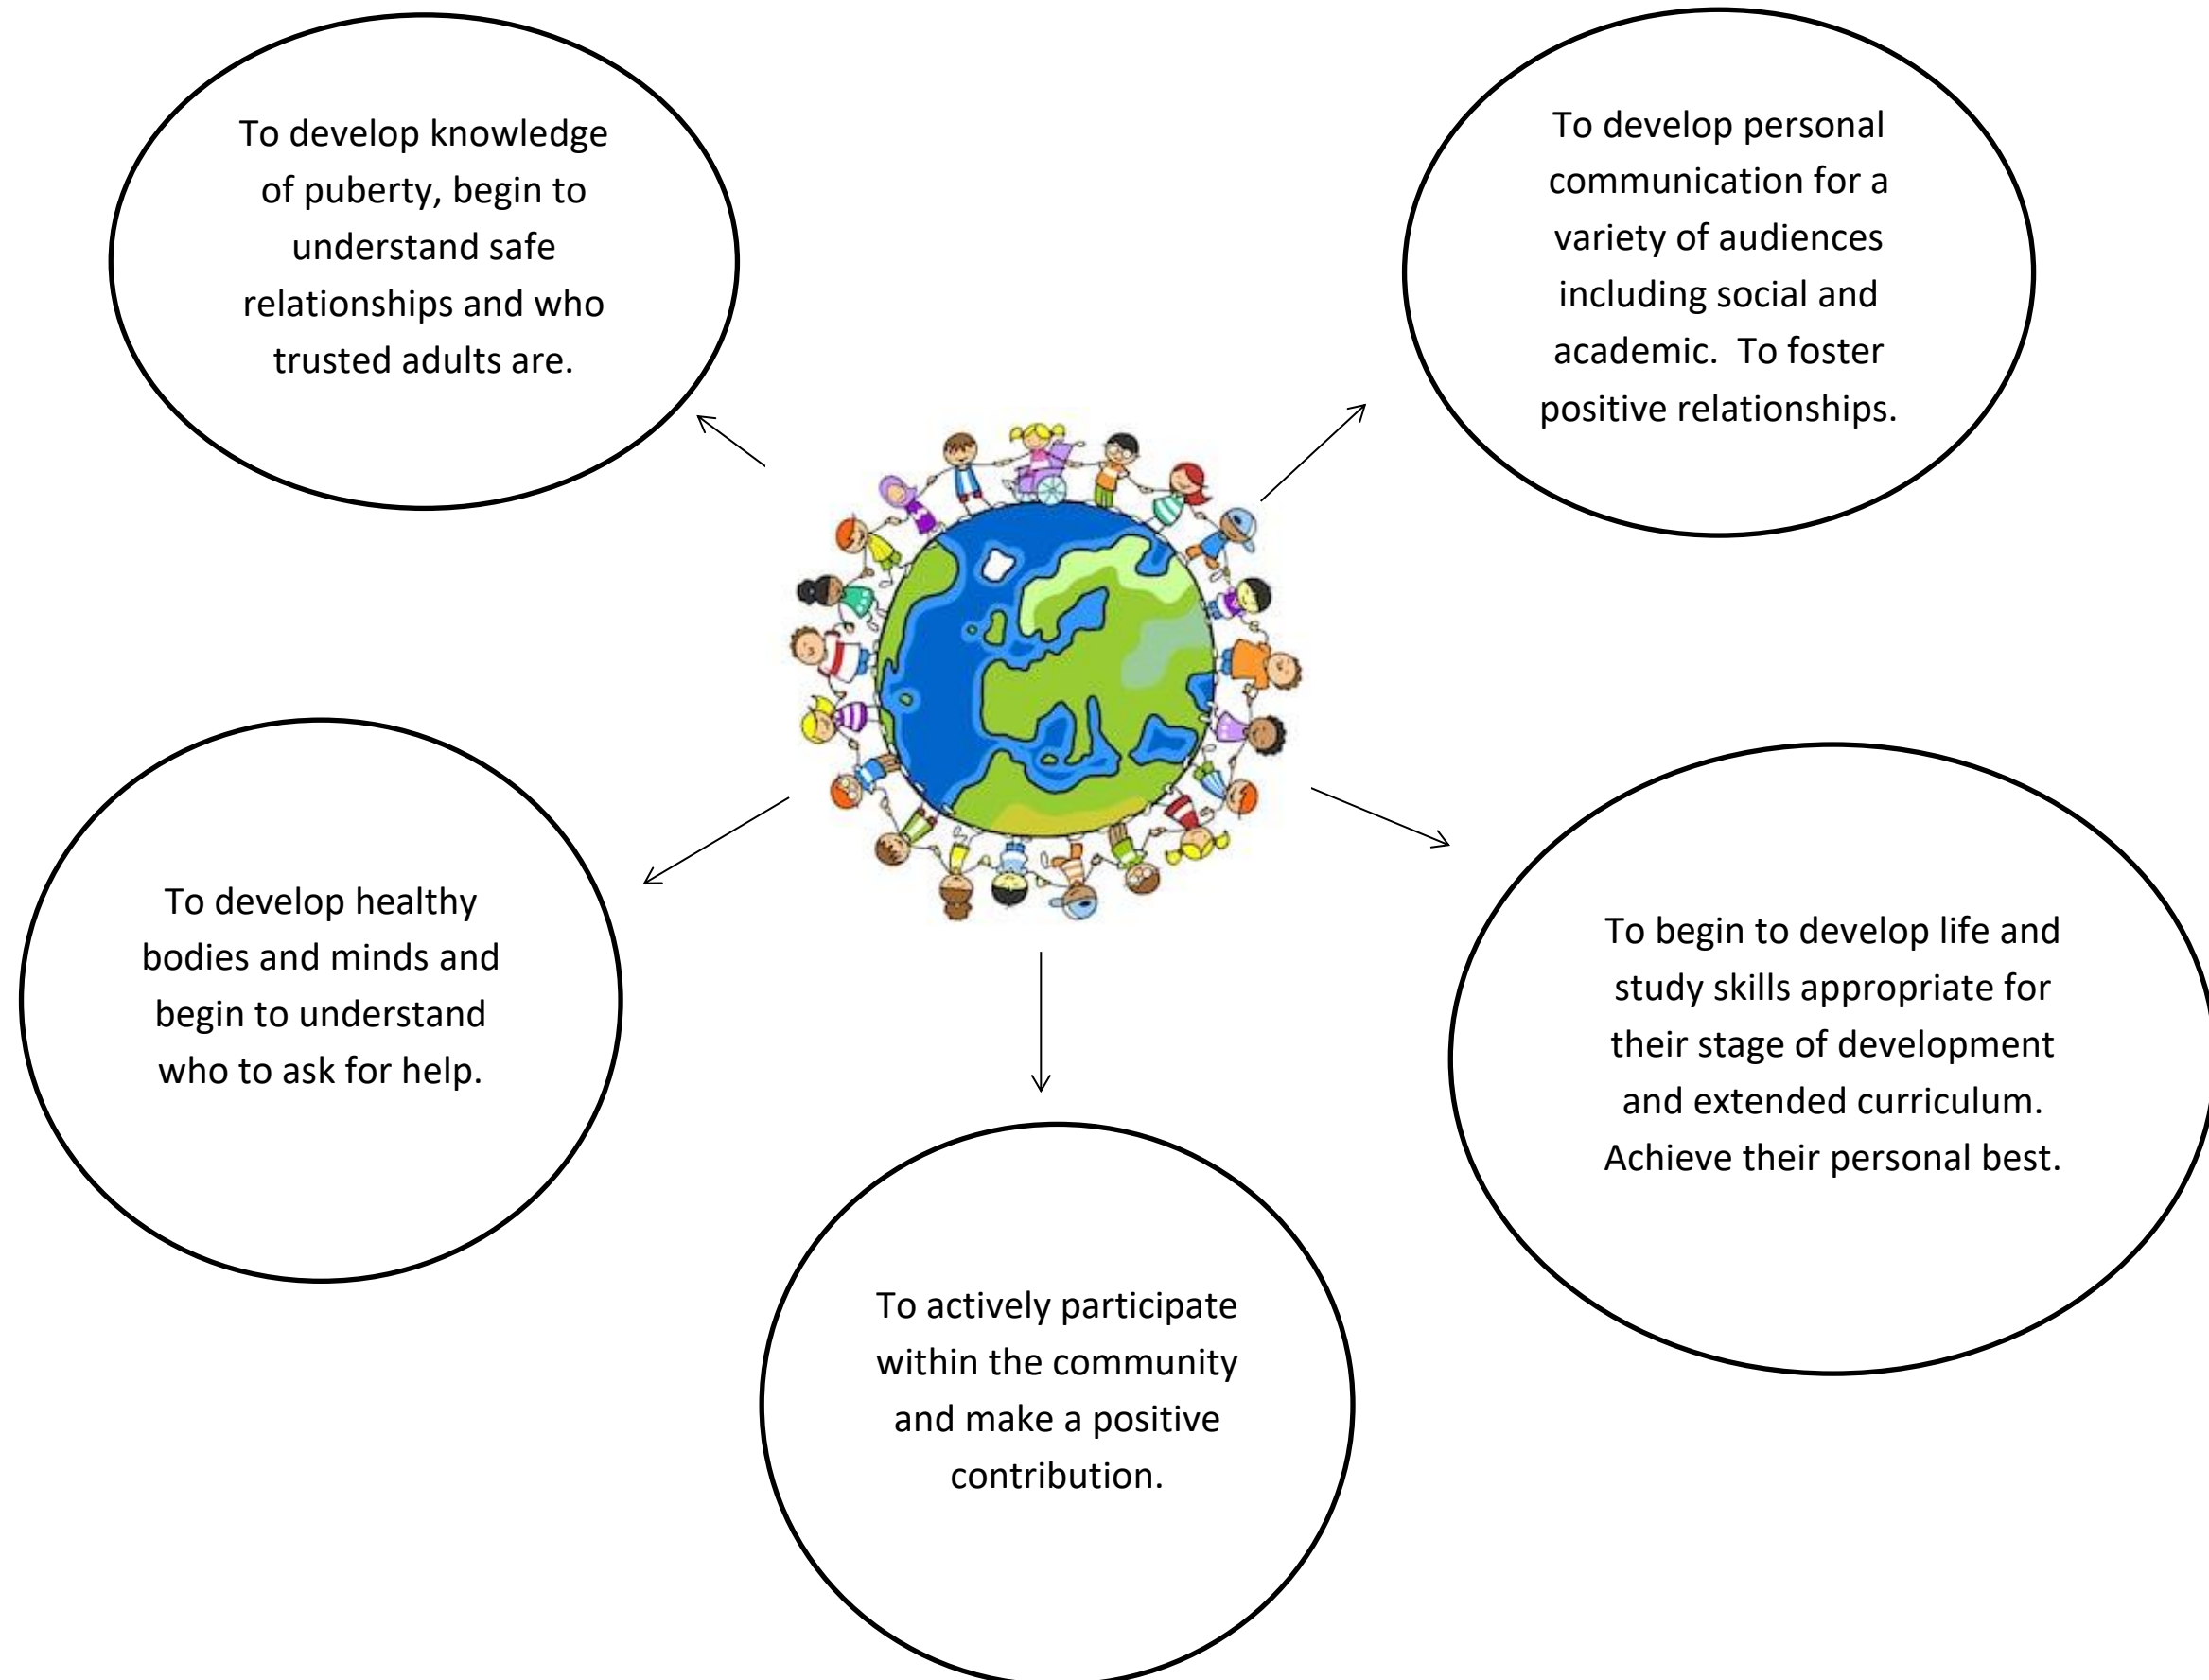 To develop knowledge
of puberty, begin to
understand safe
relationships and who
trusted adults are.
To develop personal
communication for a
variety of audiences
including social and
academic.  To foster
positive relationships.
To develop healthy
bodies and minds and
begin to understand
who to ask for help.
To begin to develop life and
study skills appropriate for
their stage of development
and extended curriculum.
Achieve their personal best.
To actively participate
within the community
and make a positive
contribution.